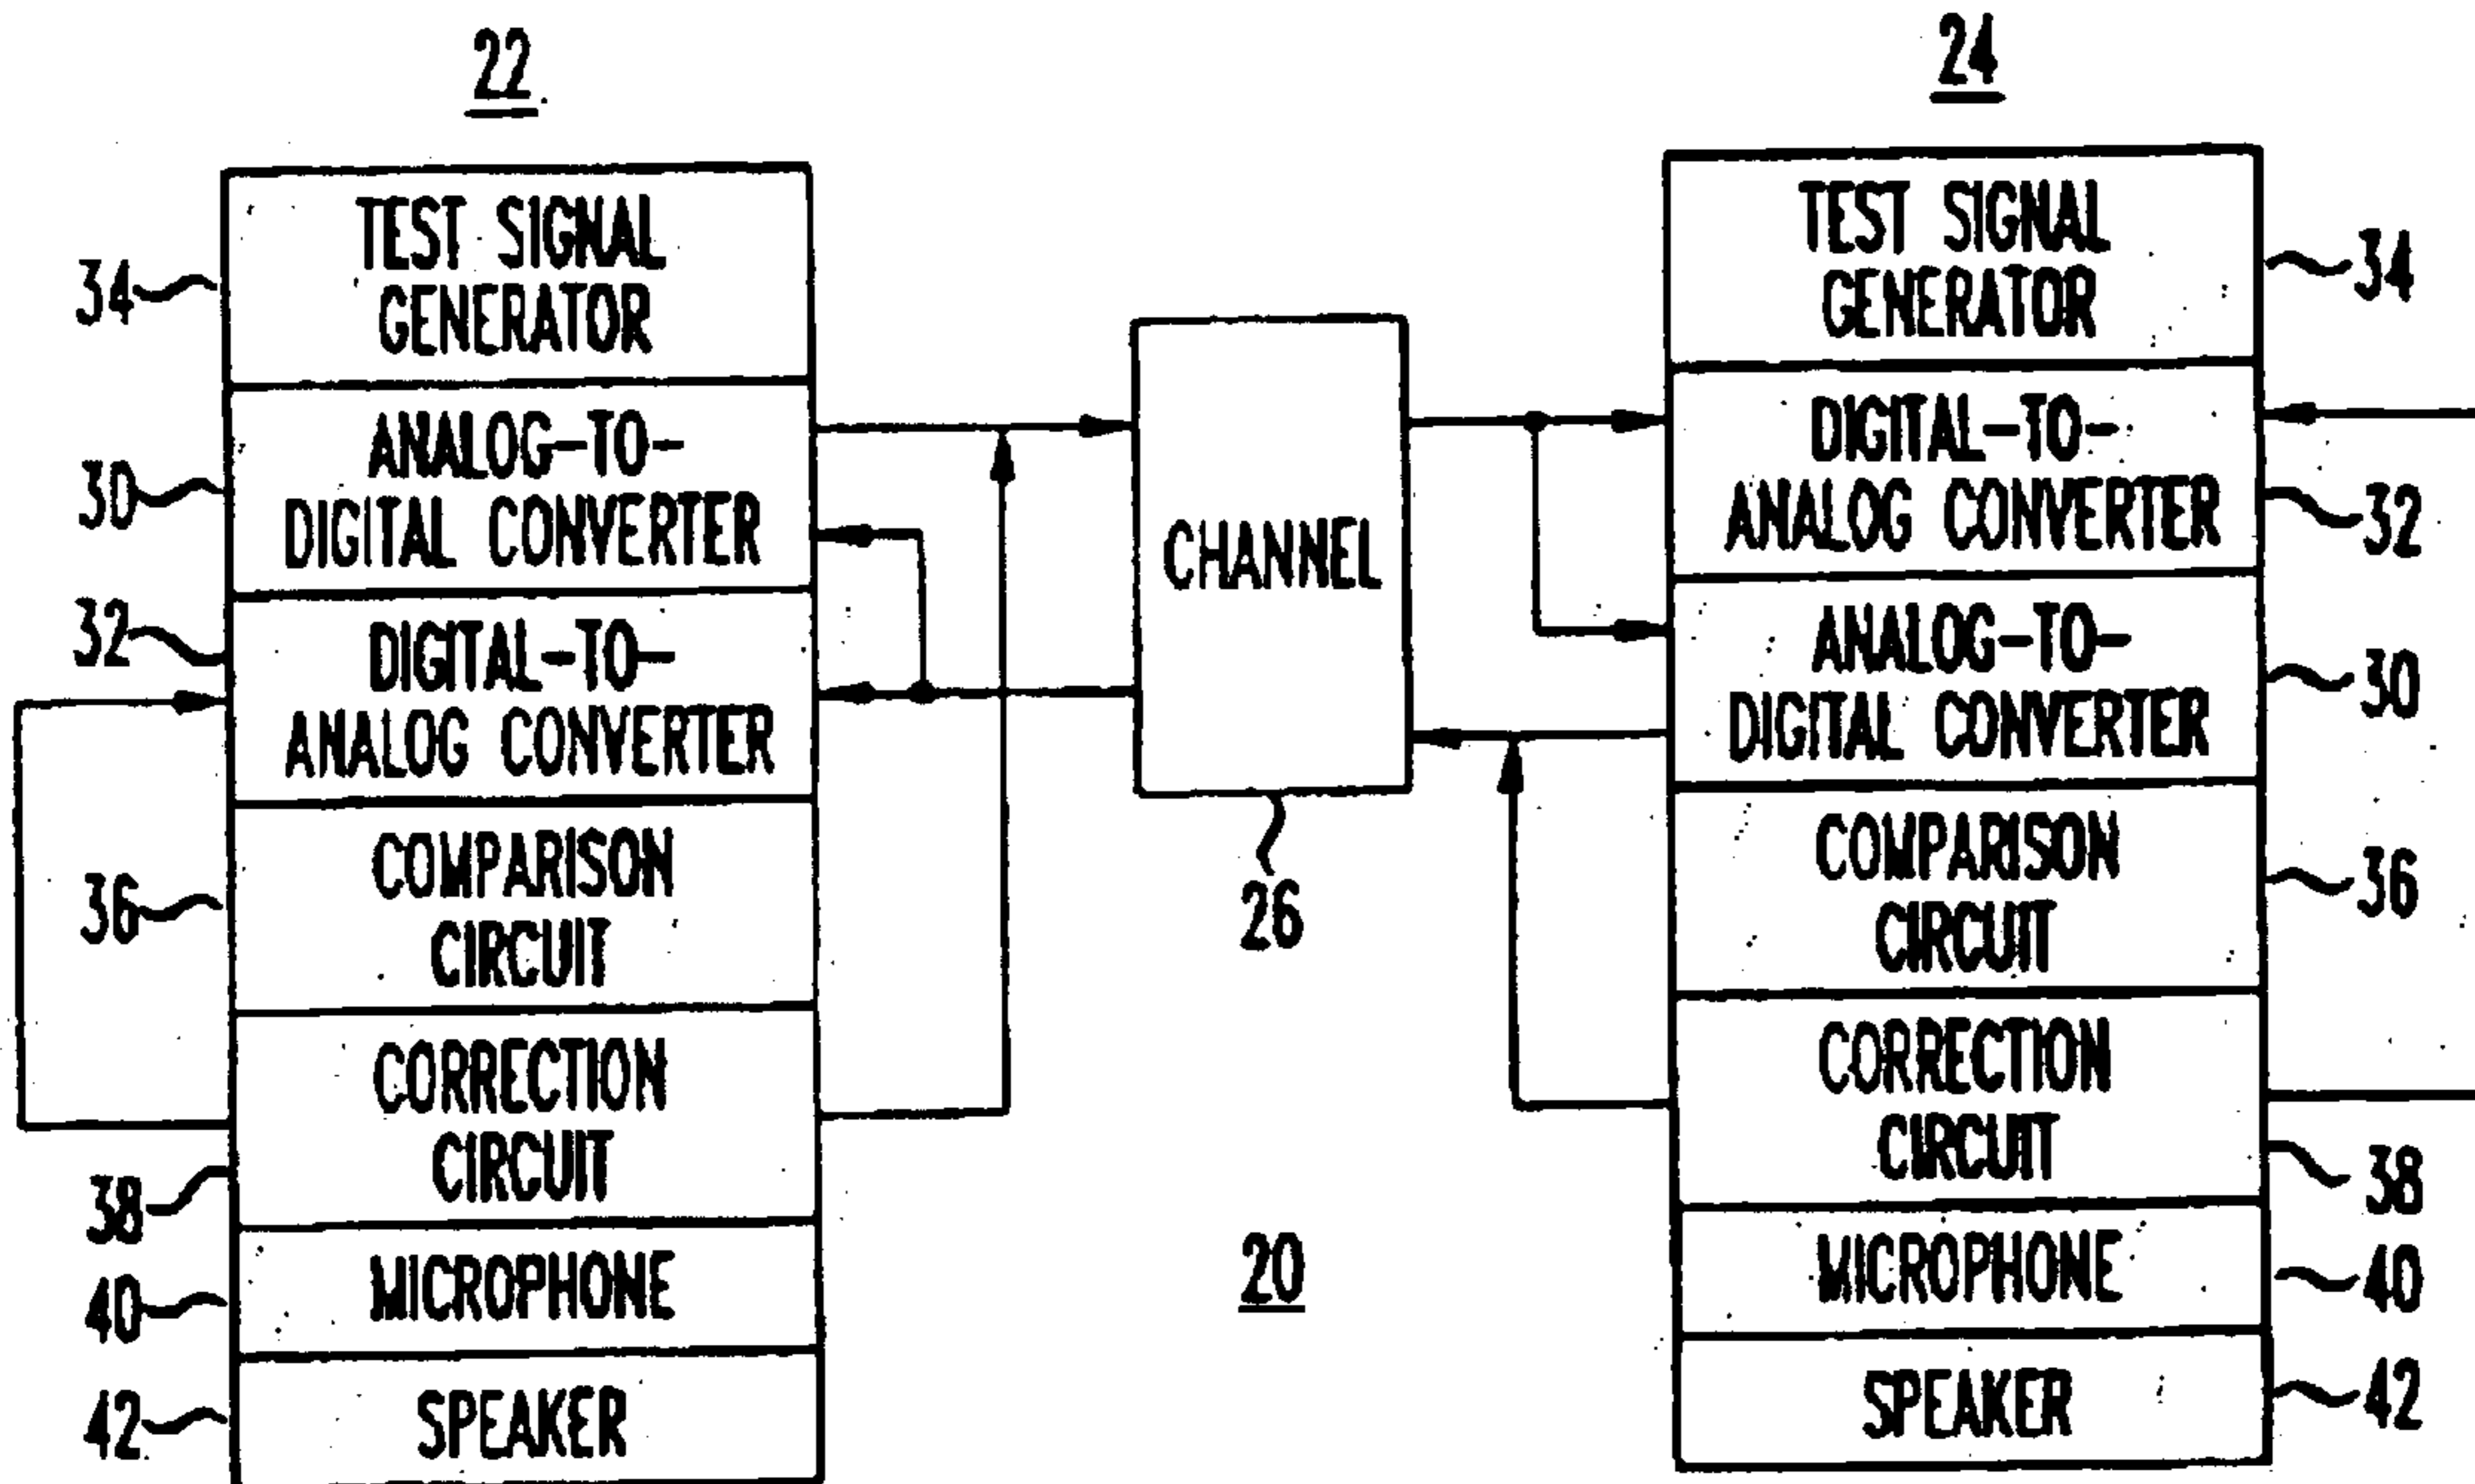 22
TEST SIGNAL
GENERATOR
34
ANALOG-TO-
DIGITAL CONVERTER
30
DIGITAL-TO-
ANALOG CONVERTER
32
COMPARISON
CIRCUIT
36
CORRECTION
CIRCUIT
38
MICROPHONE
40
SPEAKER
42
CHANNEL
26
20
24
TEST SIGNAL
GENERATOR
34
DIGITAL-TO-
ANALOG CONVERTER
32
ANALOG-TO-
DIGITAL CONVERTER
30
COMPARISON
CIRCUIT
36
CORRECTION
CIRCUIT
38
MICROPHONE
40
SPEAKER
42